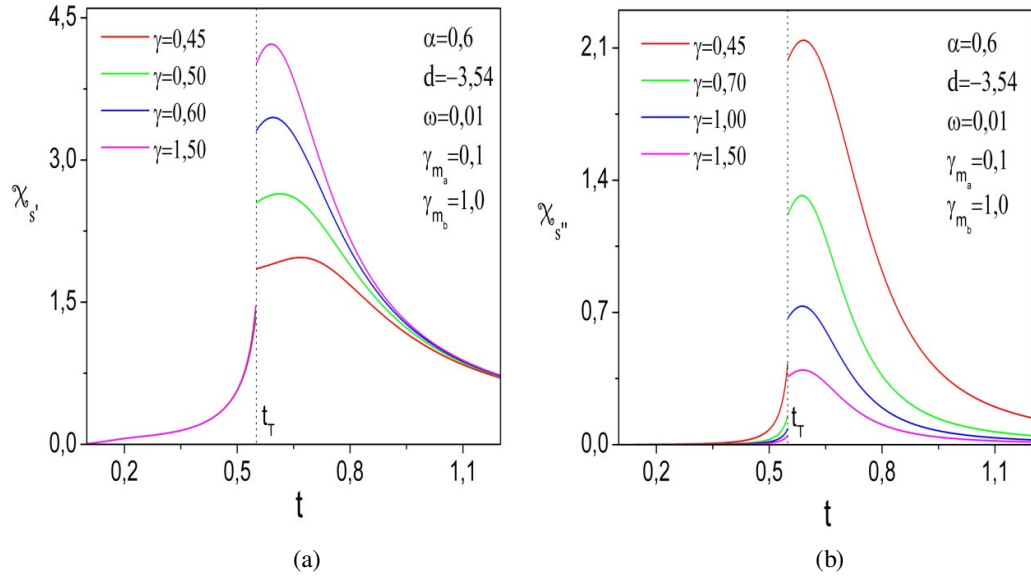 4,5
3,0
1,5
0,0
χs'
γ=0,45
γ=0,50
γ=0,60
γ=1,50
α=0,6
d=−3,54
ω=0,01
γmₐ=0,1
γm_b=1,0
tT
0,2
0,5
0,8
1,1
t
(a)
2,1
1,4
0,7
0,0
χs''
γ=0,45
γ=0,70
γ=1,00
γ=1,50
α=0,6
d=−3,54
ω=0,01
γmₐ=0,1
γm_b=1,0
tT
0,2
0,5
0,8
1,1
t
(b)